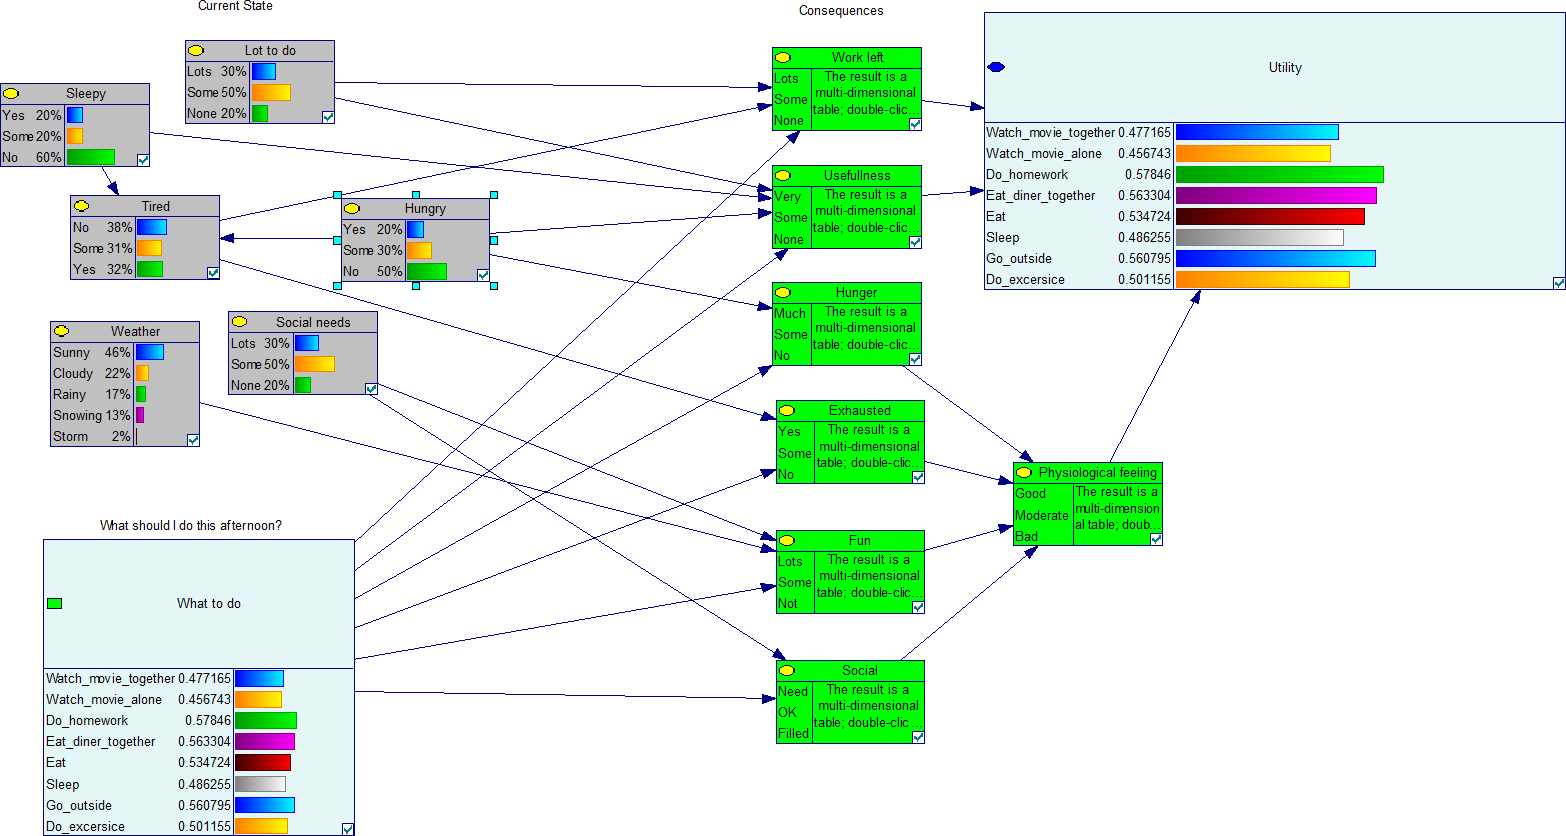 Current State
Consequences
Lot to do
Lots 30%
Some 50%
None 20%
Sleepy
Yes 20%
Some 20%
No 60%
Tired
No 38%
Some 31%
Yes 32%
Hungry
Yes 20%
Some 30%
No 50%
Weather
Sunny 46%
Cloudy 22%
Rainy 17%
Snowing 13%
Storm 2%
Social needs
Lots 30%
Some 50%
None 20%
What should I do this afternoon?
What to do
Watch_movie_together 0.477165
Watch_movie_alone 0.456743
Do_homework 0.57846
Eat_diner_together 0.563304
Eat 0.534724
Sleep 0.486255
Go_outside 0.560795
Do_excersice 0.501155
Work left
Lots
Some
None
The result is a
multi-dimensional
table; double-clic...
Usefullness
Very
Some
None
The result is a
multi-dimensional
table; double-clic...
Hunger
Much
Some
No
The result is a
multi-dimensional
table; double-clic...
Exhausted
Yes
Some
No
The result is a
multi-dimensional
table; double-clic...
Fun
Lots
Some
Not
The result is a
multi-dimensional
table; double-clic...
Social
Need
OK
Filled
The result is a
multi-dimensional
table; double-clic ...
Physiological feeling
Good
Moderate
Bad
The result is a
multi-dimension
al table; doub...
Utility
Watch_movie_together 0.477165
Watch_movie_alone 0.456743
Do_homework 0.57846
Eat_diner_together 0.563304
Eat 0.534724
Sleep 0.486255
Go_outside 0.560795
Do_excersice 0.501155